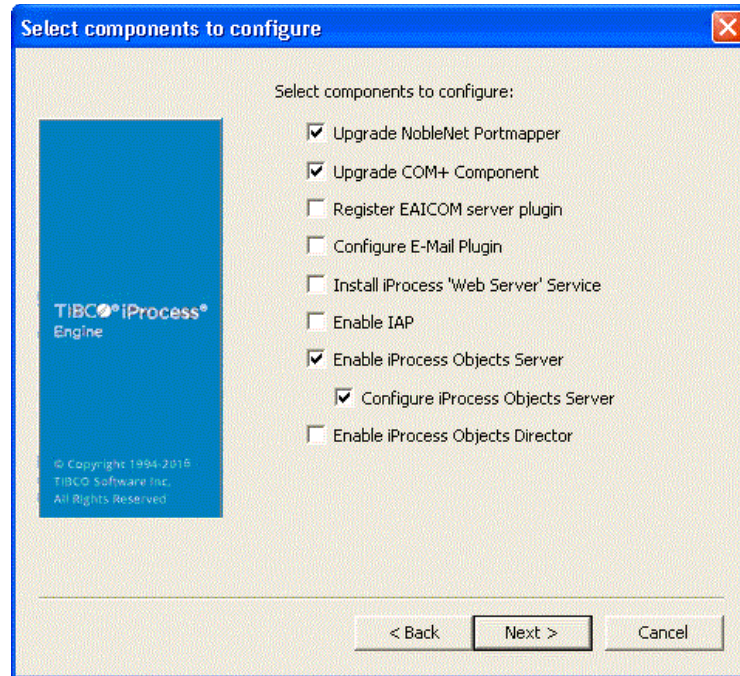 Select components to configure
Select components to configure:
Upgrade NobleNet Portmapper
Upgrade COM+ Component
Register EAICOM server plugin
Configure E-Mail Plugin
Install iProcess 'Web Server' Service
Enable IAP
Enable iProcess Objects Server
Configure iProcess Objects Server
Enable iProcess Objects Director
TIBCO® iProcess®
Engine
© Copyright 1994-2016
TIBCO Software Inc.
All Rights Reserved
< Back
Next >
Cancel